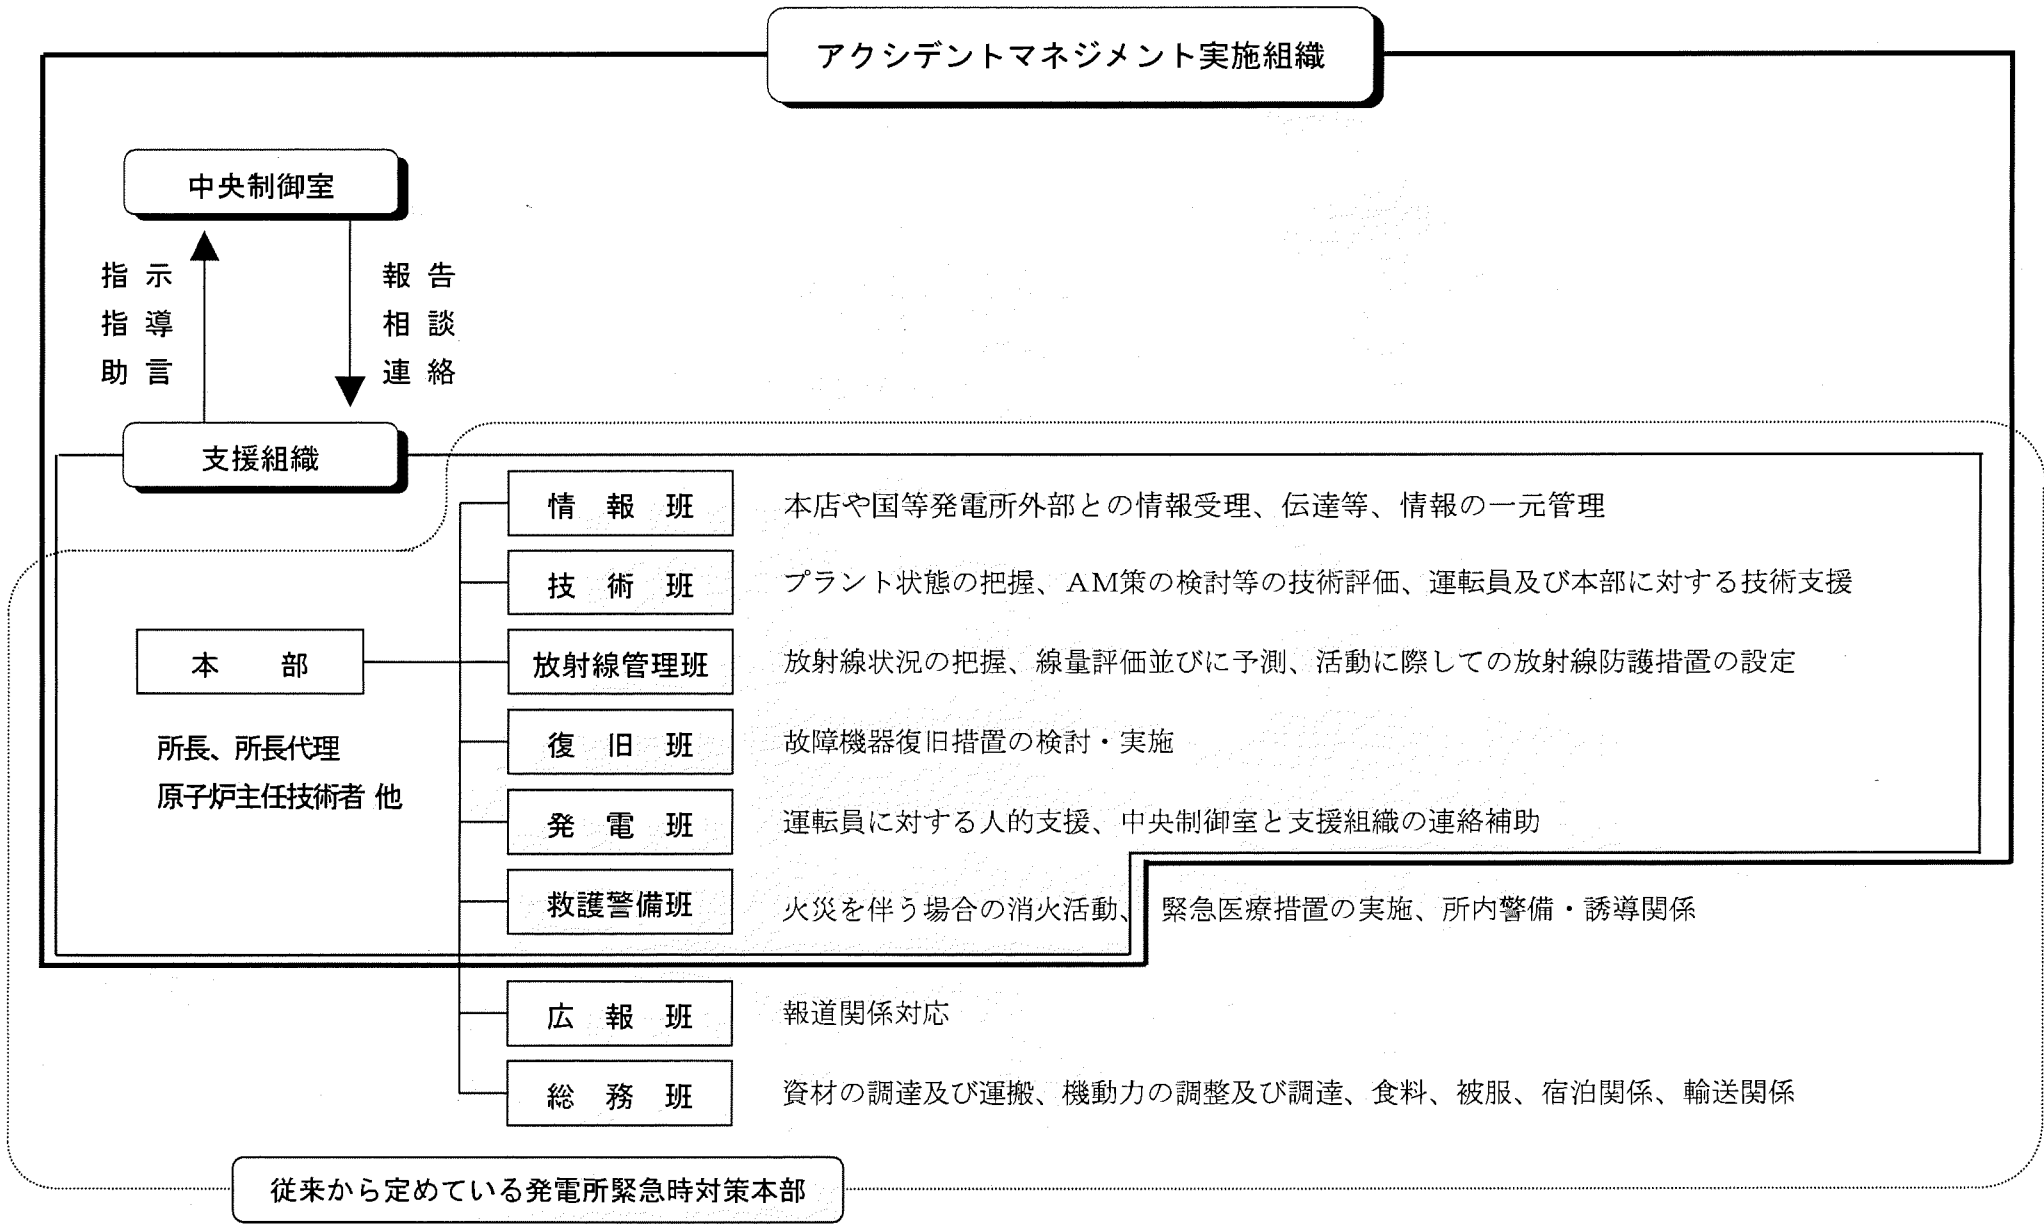 アクシデントマネジメント実施組織
中央制御室
指示
指導
助言
報告
相談
連絡
支援組織
情報班
本店や国等発電所外部との情報受理、伝達等、情報の一元管理
技術班
プラント状態の把握、AM策の検討等の技術評価、運転員及び本部に対する技術支援
本部
放射線管理班
放射線状況の把握、線量評価並びに予測、活動に際しての放射線防護措置の設定
所長、所長代理
原子炉主任技術者 他
復旧班
故障機器復旧措置の検討・実施
発電班
運転員に対する人的支援、中央制御室と支援組織の連絡補助
救護警備班
火災を伴う場合の消火活動、緊急医療措置の実施、所内警備・誘導関係
広報班
報道関係対応
総務班
資材の調達及び運搬、機動力の調整及び調達、食料、被服、宿泊関係、輸送関係
従来から定めている発電所緊急時対策本部